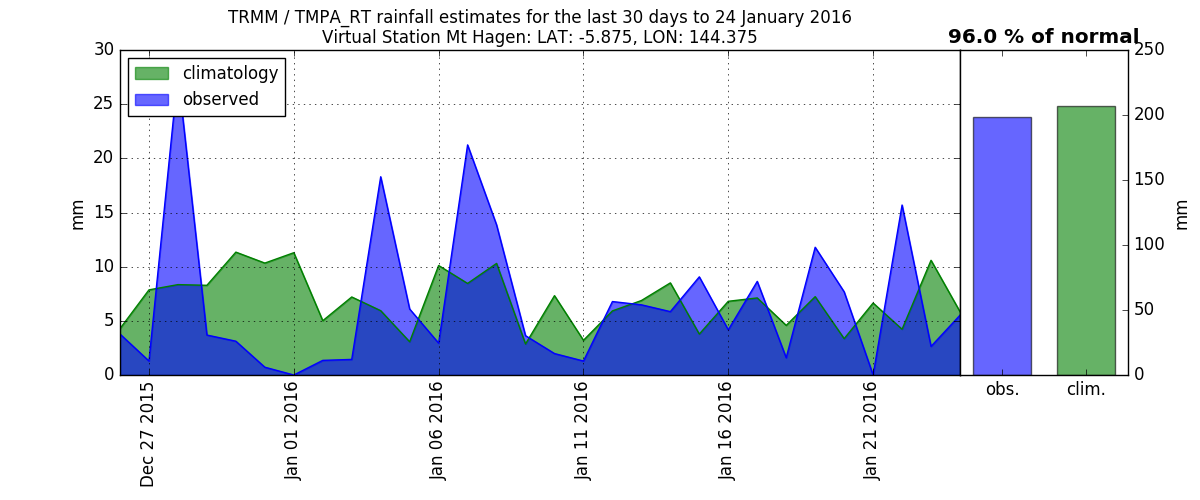 TRMM / TMPA_RT rainfall estimates for the last 30 days to 24 January 2016
Virtual Station Mt Hagen: LAT: -5.875, LON: 144.375
96.0 % of normal
climatology
observed
30
25
20
15
10
5
0
mm
Dec 27 2015
Jan 01 2016
Jan 06 2016
Jan 11 2016
Jan 16 2016
Jan 21 2016
obs.
clim.
250
200
150
100
50
0
mm